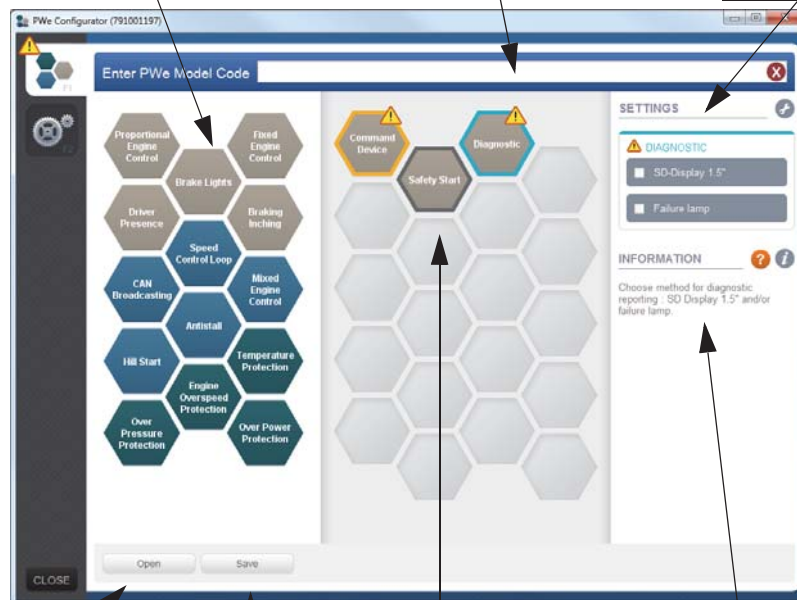 PWe Configurator (791001197)
F1
F2
Enter PWe Model Code
Proportional
Engine
Control
Fixed
Engine
Control
Brake Lights
Driver
Presence
Braking
Inching
Speed
Control Loop
CAN
Broadcasting
Mixed
Engine
Control
Antistall
Hill Start
Temperature
Protection
Engine
Overspeed
Protection
Over
Pressure
Protection
Over Power
Protection
Command
Device
Diagnostic
Safety Start
SETTINGS
DIAGNOSTIC
SD-Display 1.5"
Failure lamp
INFORMATION
Choose method for diagnostic
reporting : SD Display 1.5" and/or
failure lamp.
Open
Save
CLOSE